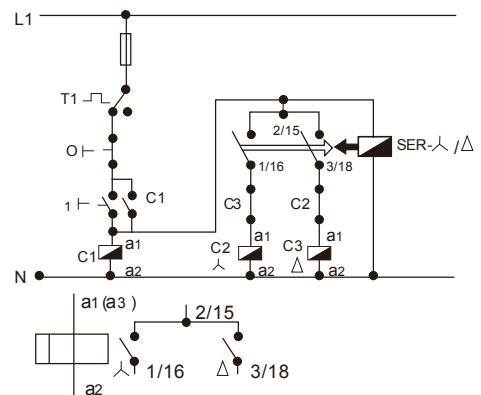 L1
T1
O
2/15
SER-⅄ /Δ
1/16
3/18
1
C1
C3
C2
a1
C1
a2
C2
⅄
a1
a2
C3
Δ
a1
a2
N
a1(a3)
2/15
⅄
1/16
Δ
3/18
a2